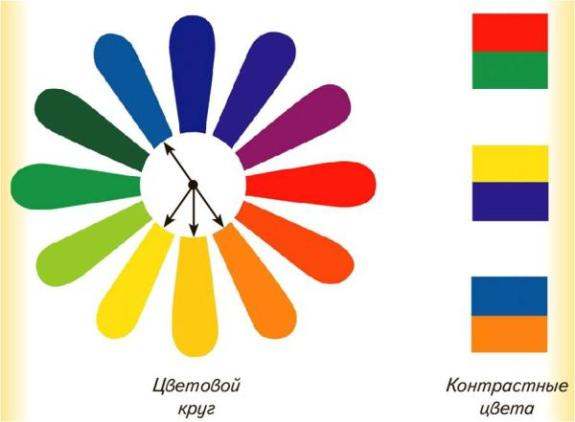 Цветовой
круг
Контрастные
цвета